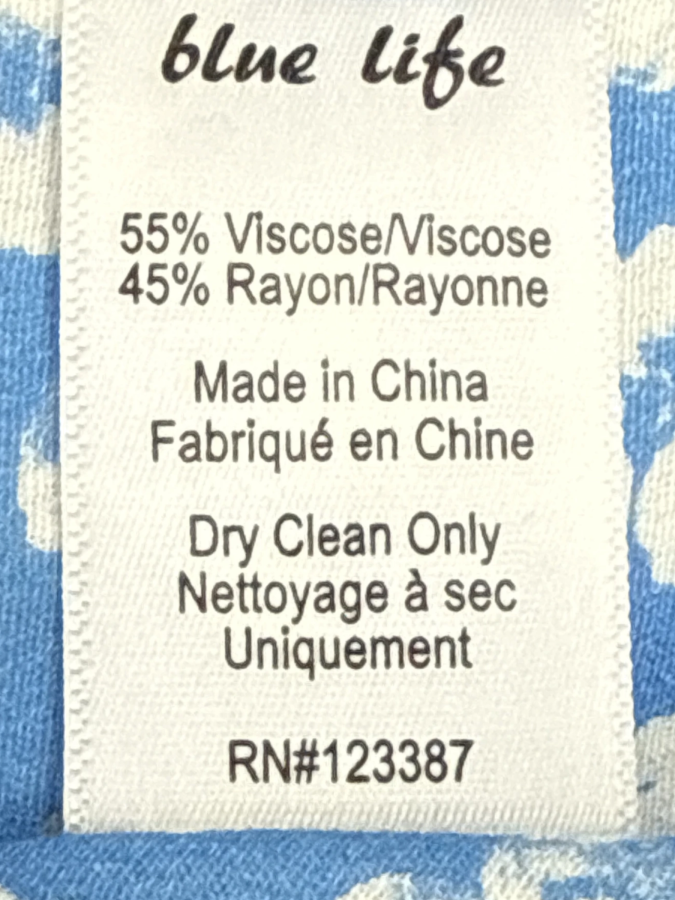 blue life
55% Viscose/Viscose
45% Rayon/Rayonne
Made in China
Fabriqué en Chine
Dry Clean Only
Nettoyage à sec
Uniquement
RN#123387